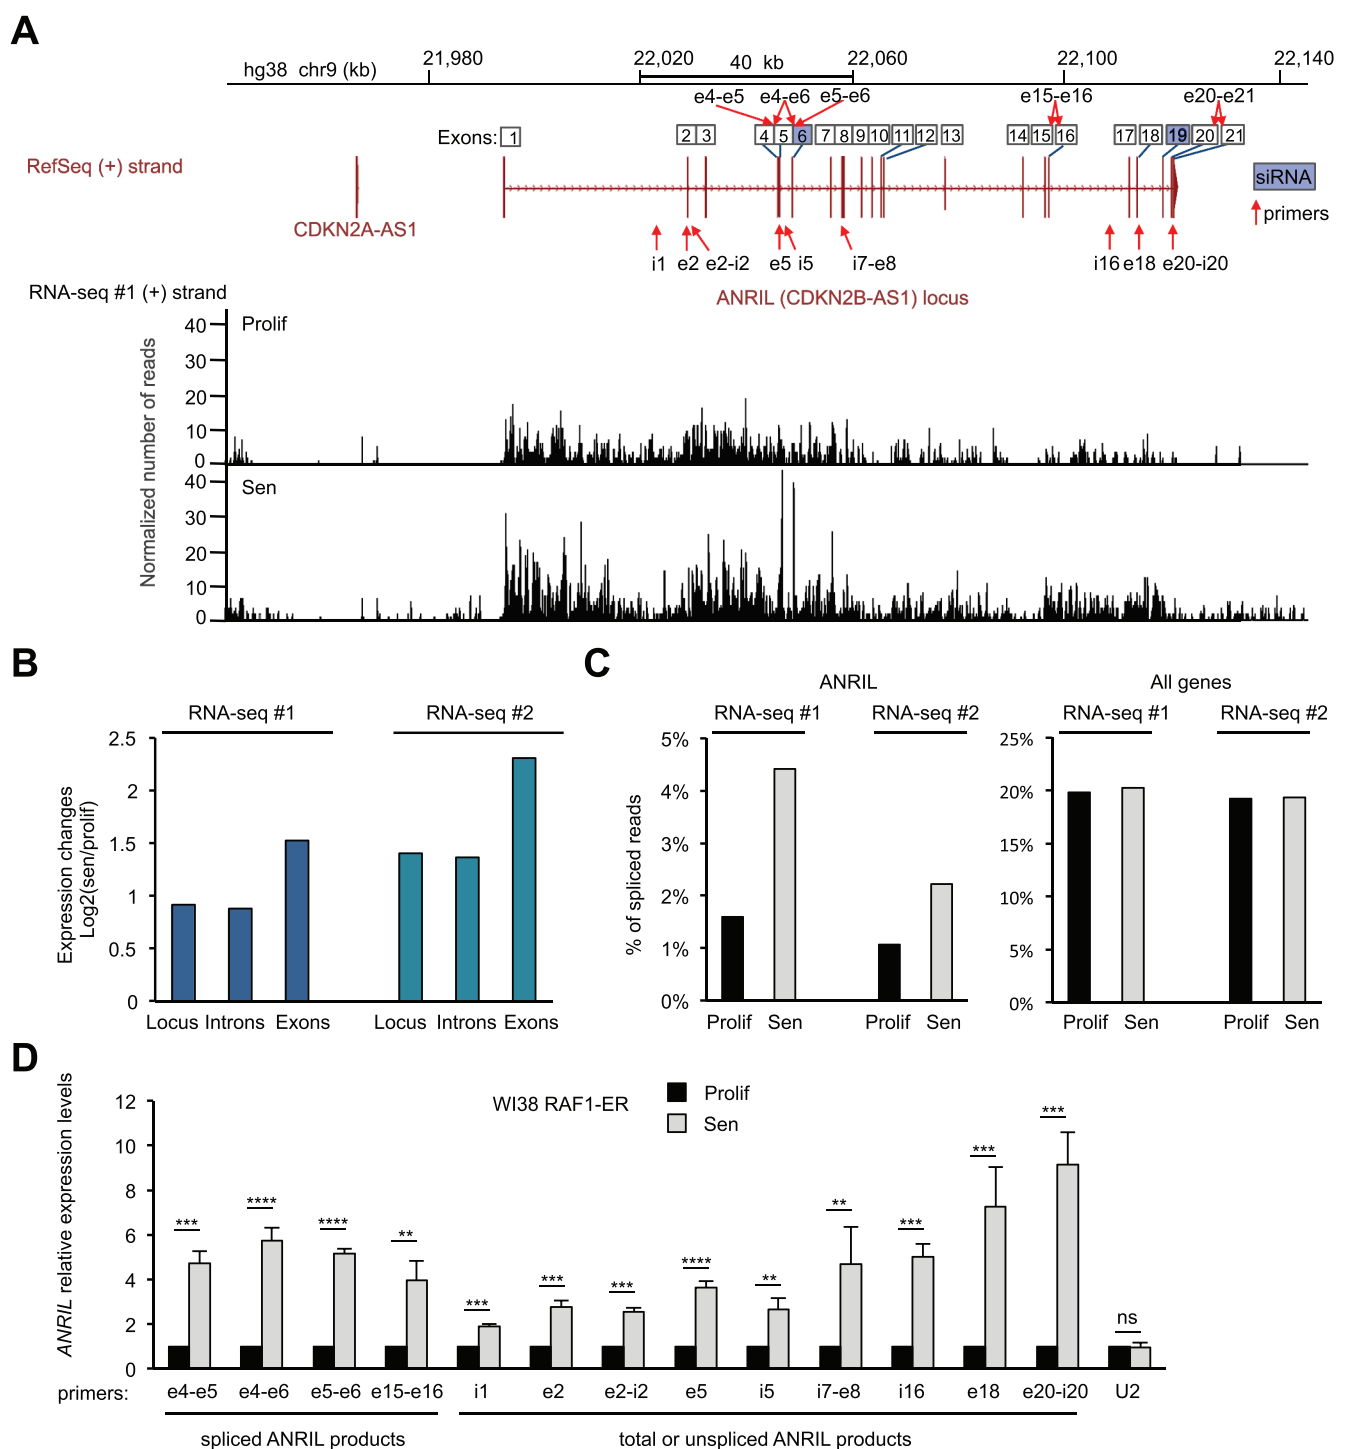 A
hg38 chr9 (kb)
21,980
22,020
40 kb
22,060
22,100
22,140
e4-e5
e4-e6
e5-e6
e15-e16
e20-e21
Exons:
1
2
3
4
5
6
7
8
9
10
11
12
13
14
15
16
17
18
19
20
21
RefSeq (+) strand
siRNA
primers
CDKN2A-AS1
i1
e2
e2-i2
e5
i5
i7-e8
i16
e18
e20-i20
RNA-seq #1 (+) strand
ANRIL (CDKN2B-AS1) locus
Normalized number of reads
Prolif
40
30
20
10
0
Sen
40
30
20
10
0
B
RNA-seq #1
RNA-seq #2
Expression changes
Log2(sen/prolif)
2.5
2
1.5
1
0.5
0
Locus
Introns
Exons
Locus
Introns
Exons
C
ANRIL
All genes
RNA-seq #1
RNA-seq #2
RNA-seq #1
RNA-seq #2
% of spliced reads
5%
4%
3%
2%
1%
0%
Prolif
Sen
Prolif
Sen
25%
20%
15%
10%
5%
0%
Prolif
Sen
Prolif
Sen
D
ANRIL relative expression levels
WI38 RAF1-ER
Prolif
Sen
12
10
8
6
4
2
0
***
****
****
**
***
***
***
****
**
**
***
***
***
ns
primers:
e4-e5
e4-e6
e5-e6
e15-e16
i1
e2
e2-i2
e5
i5
i7-e8
i16
e18
e20-i20
U2
spliced ANRIL products
total or unspliced ANRIL products